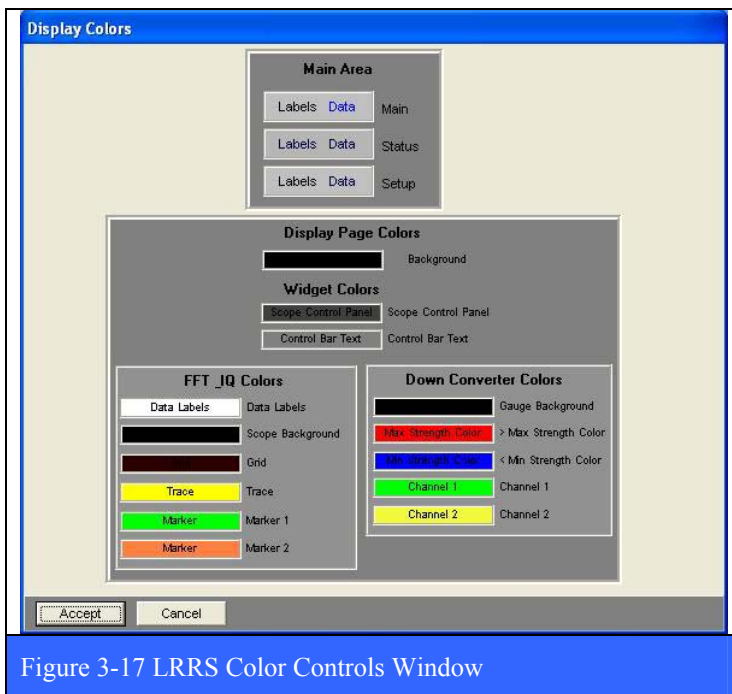 Display Colors
Main Area
Labels Data Main
Labels Data Status
Labels Data Setup
Display Page Colors
Background
Widget Colors
Scope Control Panel Scope Control Panel
Control Bar Text Control Bar Text
FFT _IQ Colors
Data Labels Data Labels
Scope Background
Grid Grid
Trace Trace
Marker Marker 1
Marker Marker 2
Down Converter Colors
Gauge Background
Max Strength Color > Max Strength Color
Min Strength Color < Min Strength Color
Channel 1 Channel 1
Channel 2 Channel 2
Accept Cancel
Figure 3-17 LRRS Color Controls Window